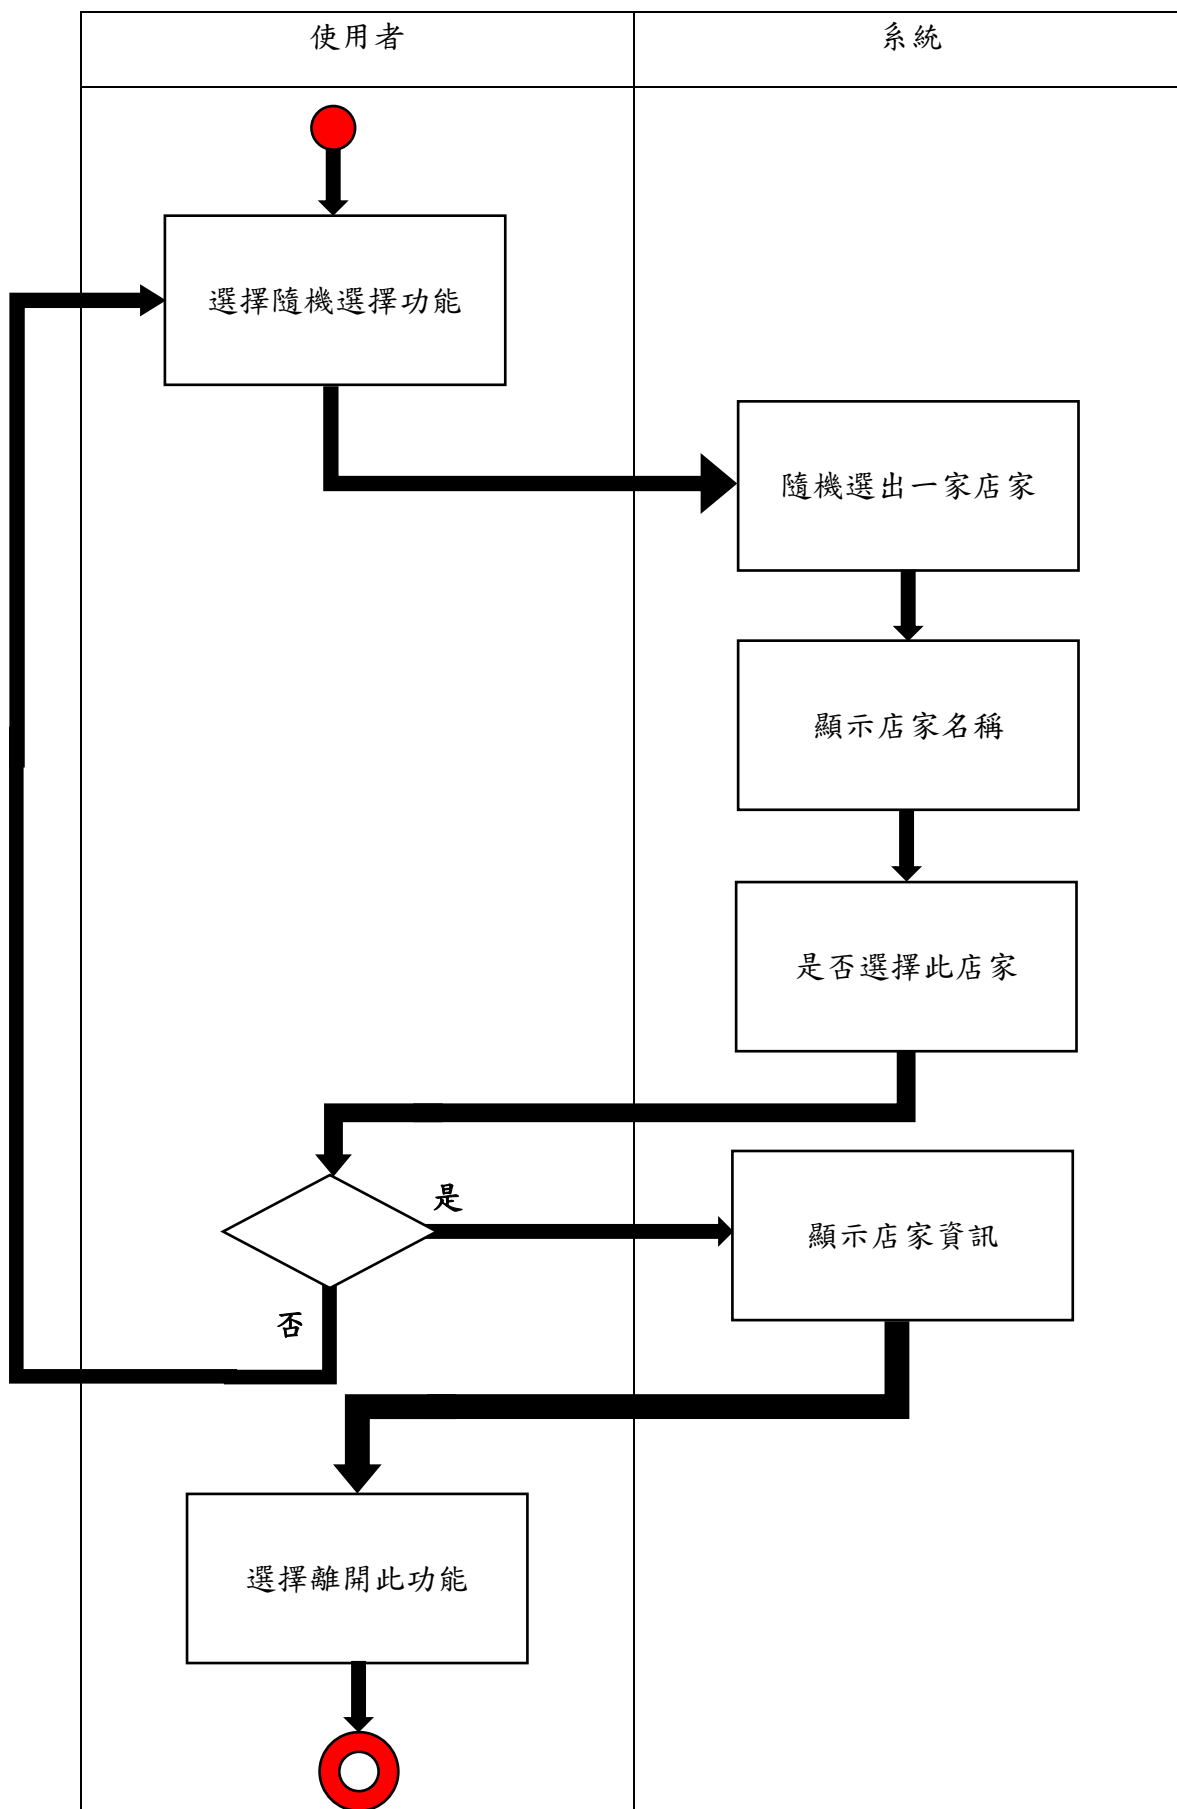 使用者
系統
選擇隨機選擇功能
隨機選出一家店家
顯示店家名稱
是否選擇此店家
是
顯示店家資訊
否
選擇離開此功能